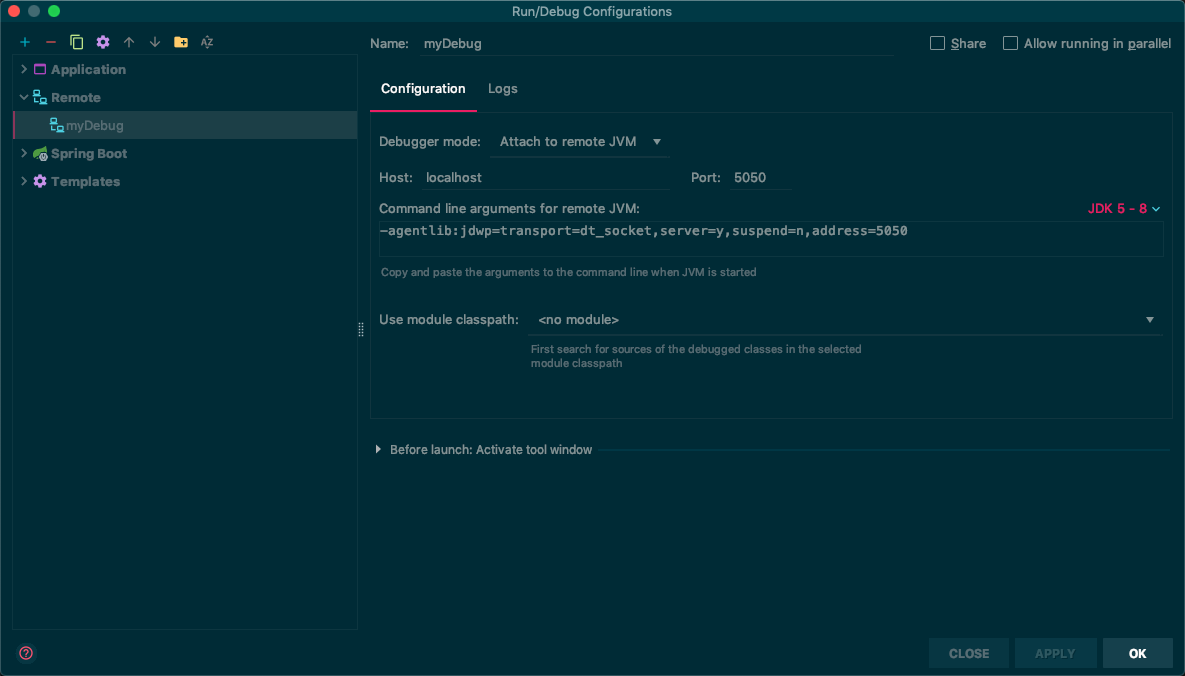 Run/Debug Configurations
Name: myDebug
Share
Allow running in parallel
Application
Remote
myDebug
Spring Boot
Templates
Configuration
Logs
Debugger mode: Attach to remote JVM
Host: localhost
Port: 5050
Command line arguments for remote JVM:
JDK 5 - 8
-agentlib:jdwp=transport=dt_socket,server=y,suspend=n,address=5050
Copy and paste the arguments to the command line when JVM is started
Use module classpath: <no module>
First search for sources of the debugged classes in the selected
module classpath
Before launch: Activate tool window
?
CLOSE
APPLY
OK